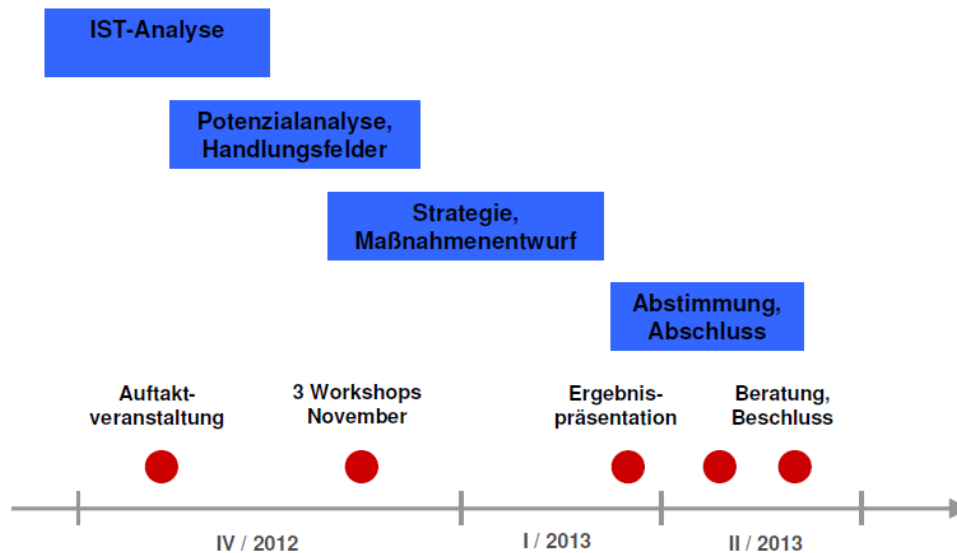 IST-Analyse
Potenzialanalyse,
Handlungsfelder
Strategie,
Maßnahmenentwurf
Abstimmung,
Abschluss
Auftakt-
veranstaltung
3 Workshops
November
Ergebnis-
präsentation
Beratung,
Beschluss
IV / 2012
I / 2013
II / 2013